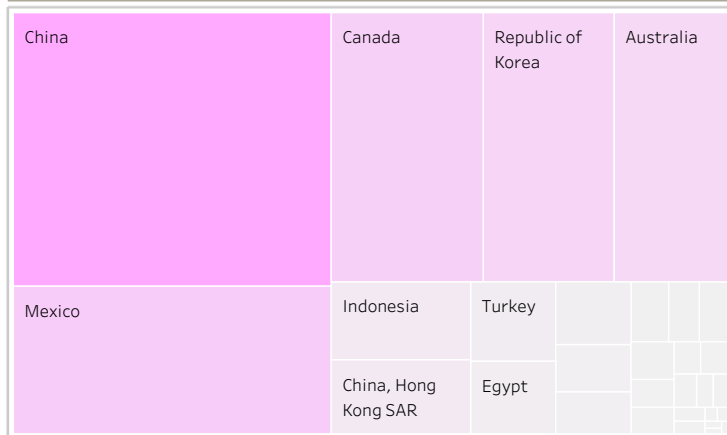 China
Canada
Republic of
Korea
Australia
Mexico
Indonesia
Turkey
China, Hong
Kong SAR
Egypt